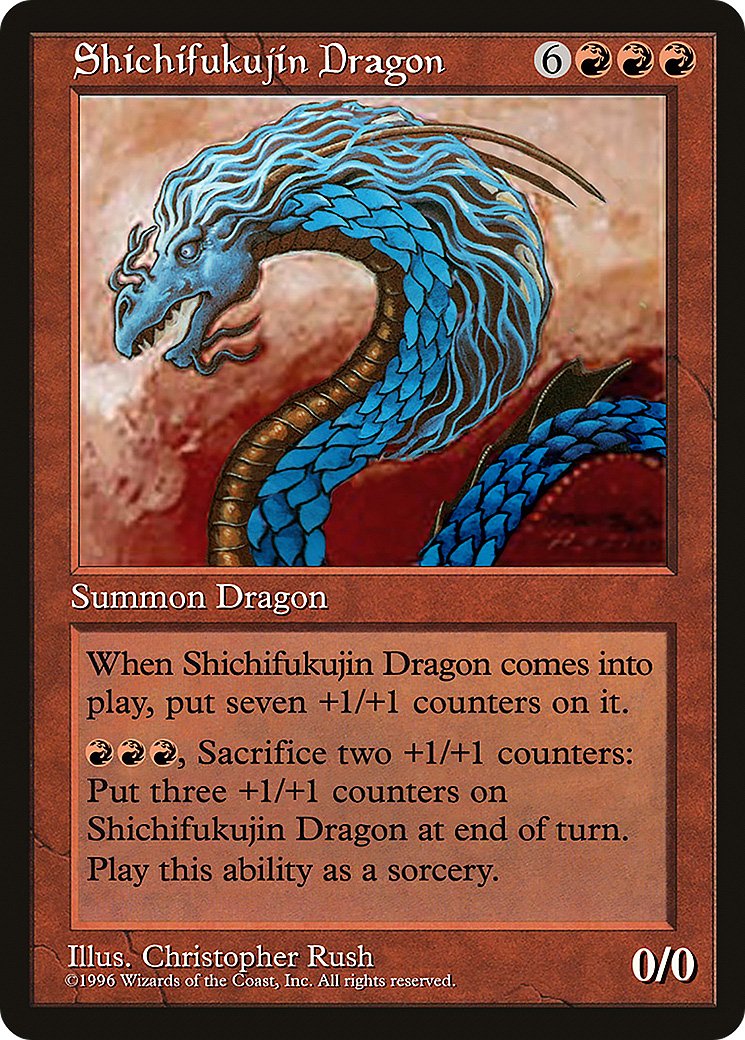 Shichifukujin Dragon 6
Summon Dragon
When Shichifukujin Dragon comes into
play, put seven +1/+1 counters on it.
, Sacrifice two +1/+1 counters:
Put three +1/+1 counters on
Shichifukujin Dragon at end of turn.
Play this ability as a sorcery.
Illus. Christopher Rush
©1996 Wizards of the Coast, Inc. All rights reserved.
0/0